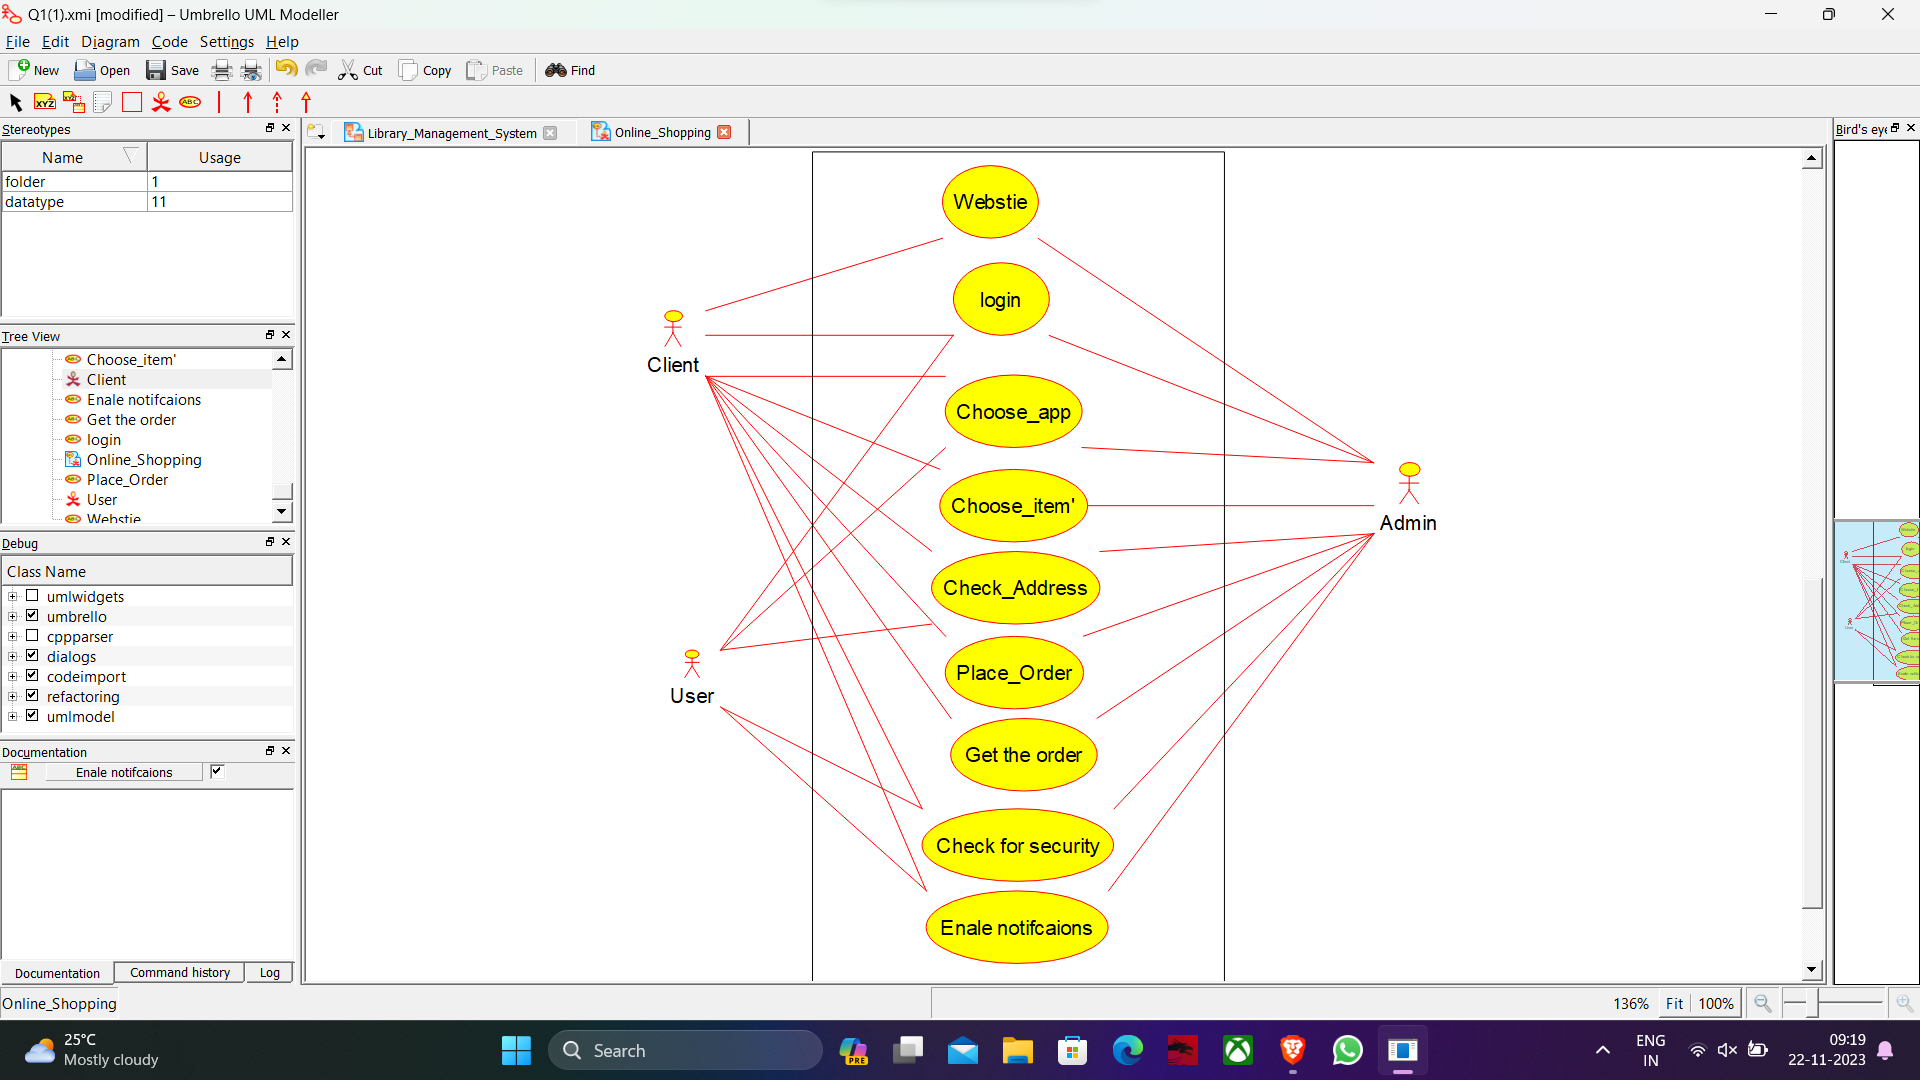 Q1(1).xmi [modified] – Umbrello UML Modeller
File Edit Diagram Code Settings Help
New Open Save Cut Copy Paste Find
XYZ XYZ ABC
Stereotypes
Name Usage
folder 1
datatype 11
Tree View
Choose_item'
Client
Enale notifcaions
Get the order
login
Online_Shopping
Place_Order
User
Webstie
Debug
Class Name
umlwidgets
umbrello
cppparser
dialogs
codeimport
refactoring
umlmodel
Documentation
Enale notifcaions
Documentation Command history Log
Online_Shopping
Library_Management_System Online_Shopping
Webstie
login
Client
Choose_app
Choose_item'
Admin
Check_Address
Place_Order
User
Get the order
Check for security
Enale notifcaions
Bird's eye
136% Fit 100%
25°C
Mostly cloudy
Search
PRE
ENG
IN
09:19
22-11-2023